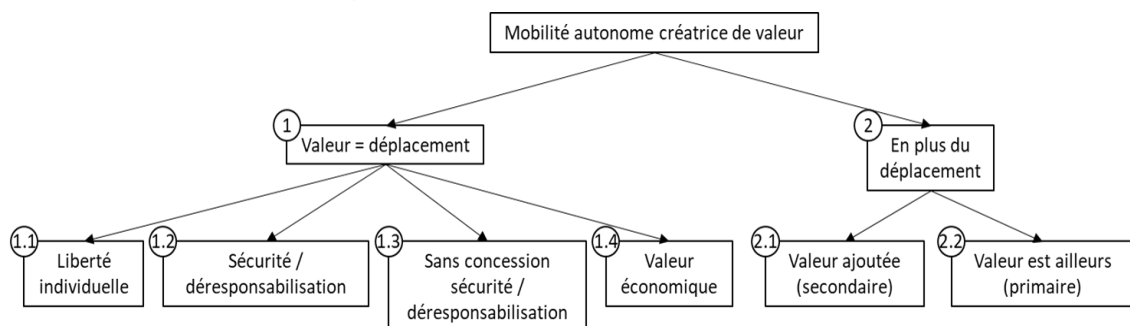 Mobilité autonome créatrice de valeur
1
Valeur = déplacement
2
En plus du
déplacement
1.1
Liberté
individuelle
1.2
Sécurité /
déresponsabilisation
1.3
Sans concession
sécurité /
déresponsabilisation
1.4
Valeur
économique
2.1
Valeur ajoutée
(secondaire)
2.2
Valeur est ailleurs
(primaire)